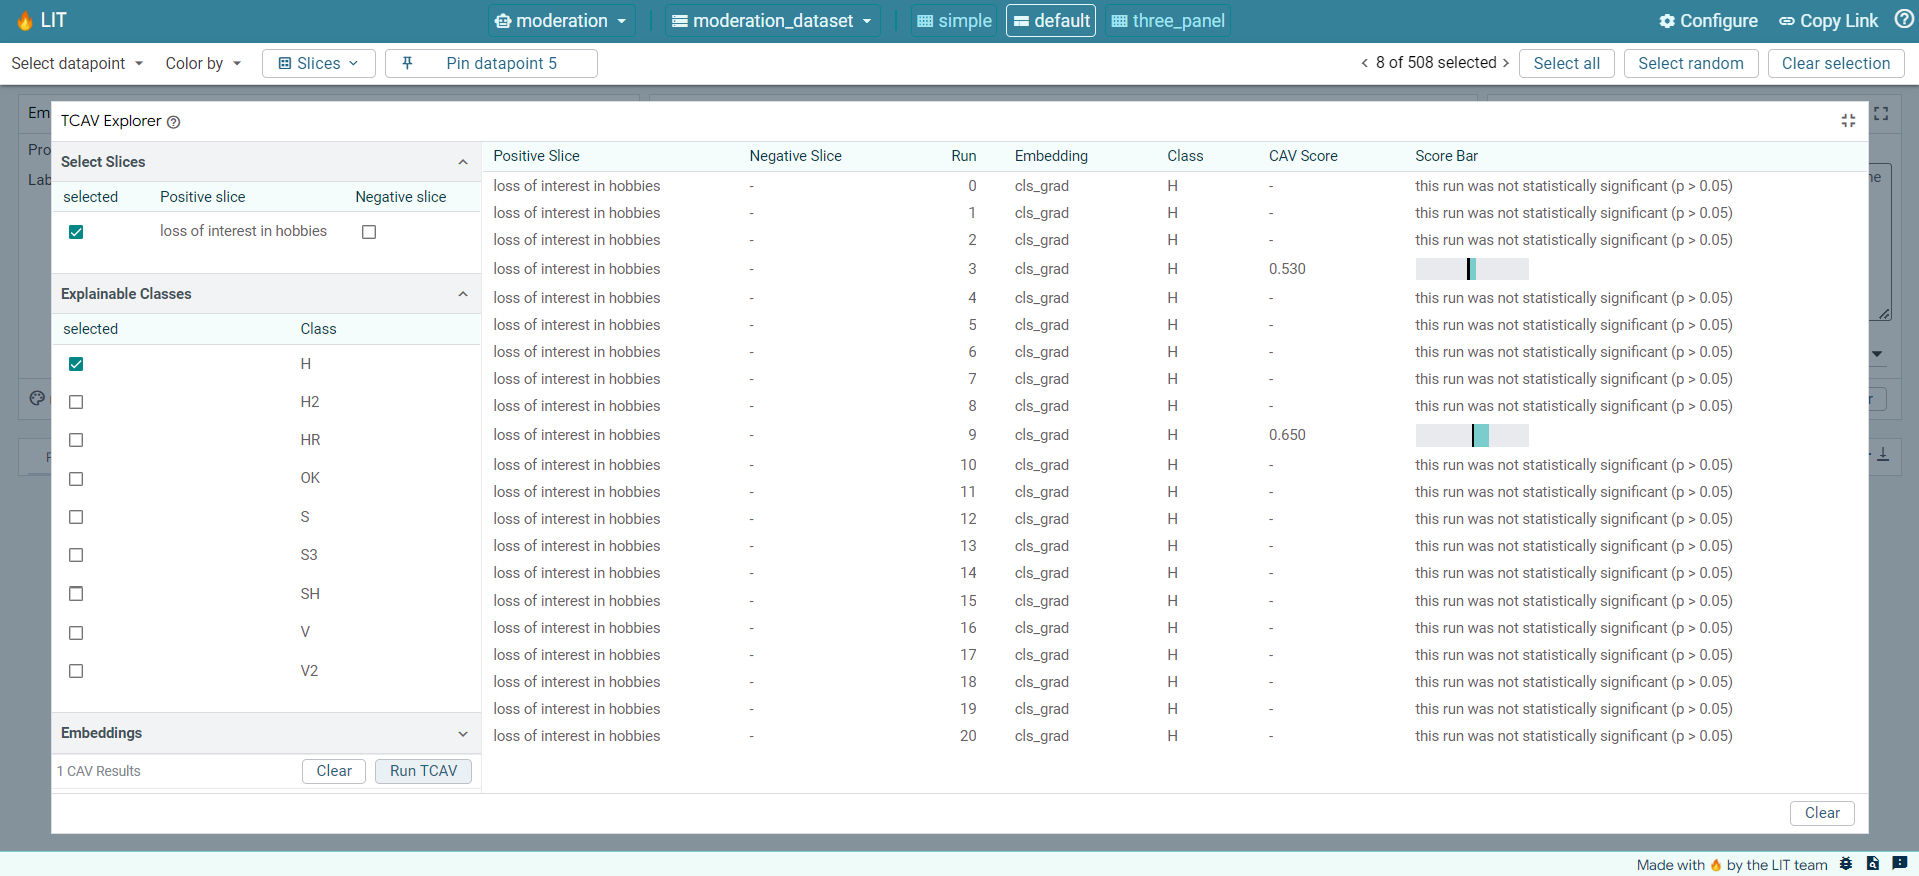 LIT
moderation
moderation_dataset
simple
default
three_panel
Configure
Copy Link
Select datapoint
Color by
Slices
Pin datapoint 5
8 of 508 selected
Select all
Select random
Clear selection
Em
TCAV Explorer
Pro
Lab
Select Slices
selected Positive slice Negative slice
loss of interest in hobbies
Explainable Classes
selected Class
H
H2
HR
OK
S
S3
SH
V
V2
Embeddings
1 CAV Results
Clear
Run TCAV
Positive Slice Negative Slice Run Embedding Class CAV Score Score Bar
loss of interest in hobbies - 0 cls_grad H - this run was not statistically significant (p > 0.05)
loss of interest in hobbies - 1 cls_grad H - this run was not statistically significant (p > 0.05)
loss of interest in hobbies - 2 cls_grad H - this run was not statistically significant (p > 0.05)
loss of interest in hobbies - 3 cls_grad H 0.530
loss of interest in hobbies - 4 cls_grad H - this run was not statistically significant (p > 0.05)
loss of interest in hobbies - 5 cls_grad H - this run was not statistically significant (p > 0.05)
loss of interest in hobbies - 6 cls_grad H - this run was not statistically significant (p > 0.05)
loss of interest in hobbies - 7 cls_grad H - this run was not statistically significant (p > 0.05)
loss of interest in hobbies - 8 cls_grad H - this run was not statistically significant (p > 0.05)
loss of interest in hobbies - 9 cls_grad H 0.650
loss of interest in hobbies - 10 cls_grad H - this run was not statistically significant (p > 0.05)
loss of interest in hobbies - 11 cls_grad H - this run was not statistically significant (p > 0.05)
loss of interest in hobbies - 12 cls_grad H - this run was not statistically significant (p > 0.05)
loss of interest in hobbies - 13 cls_grad H - this run was not statistically significant (p > 0.05)
loss of interest in hobbies - 14 cls_grad H - this run was not statistically significant (p > 0.05)
loss of interest in hobbies - 15 cls_grad H - this run was not statistically significant (p > 0.05)
loss of interest in hobbies - 16 cls_grad H - this run was not statistically significant (p > 0.05)
loss of interest in hobbies - 17 cls_grad H - this run was not statistically significant (p > 0.05)
loss of interest in hobbies - 18 cls_grad H - this run was not statistically significant (p > 0.05)
loss of interest in hobbies - 19 cls_grad H - this run was not statistically significant (p > 0.05)
loss of interest in hobbies - 20 cls_grad H - this run was not statistically significant (p > 0.05)
Clear
Made with 🔥 by the LIT team